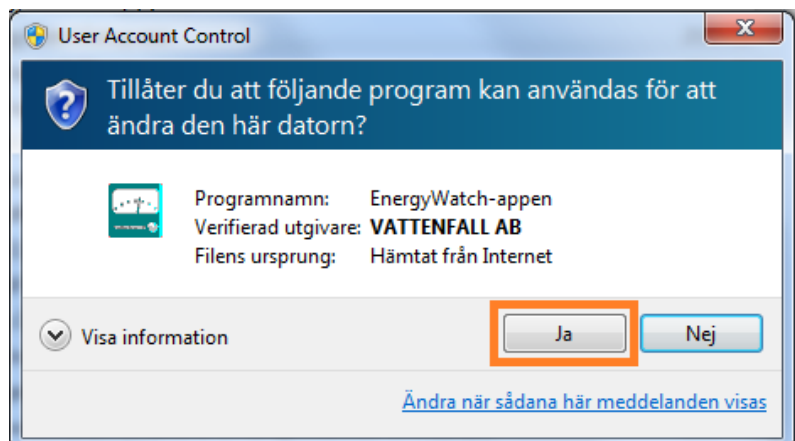 User Account Control
Tillåter du att följande program kan användas för att
ändra den här datorn?
Programnamn: EnergyWatch-appen
Verifierad utgivare: VATTENFALL AB
Filens ursprung: Hämtat från Internet
Visa information Ja Nej
Ändra när sådana här meddelanden visas